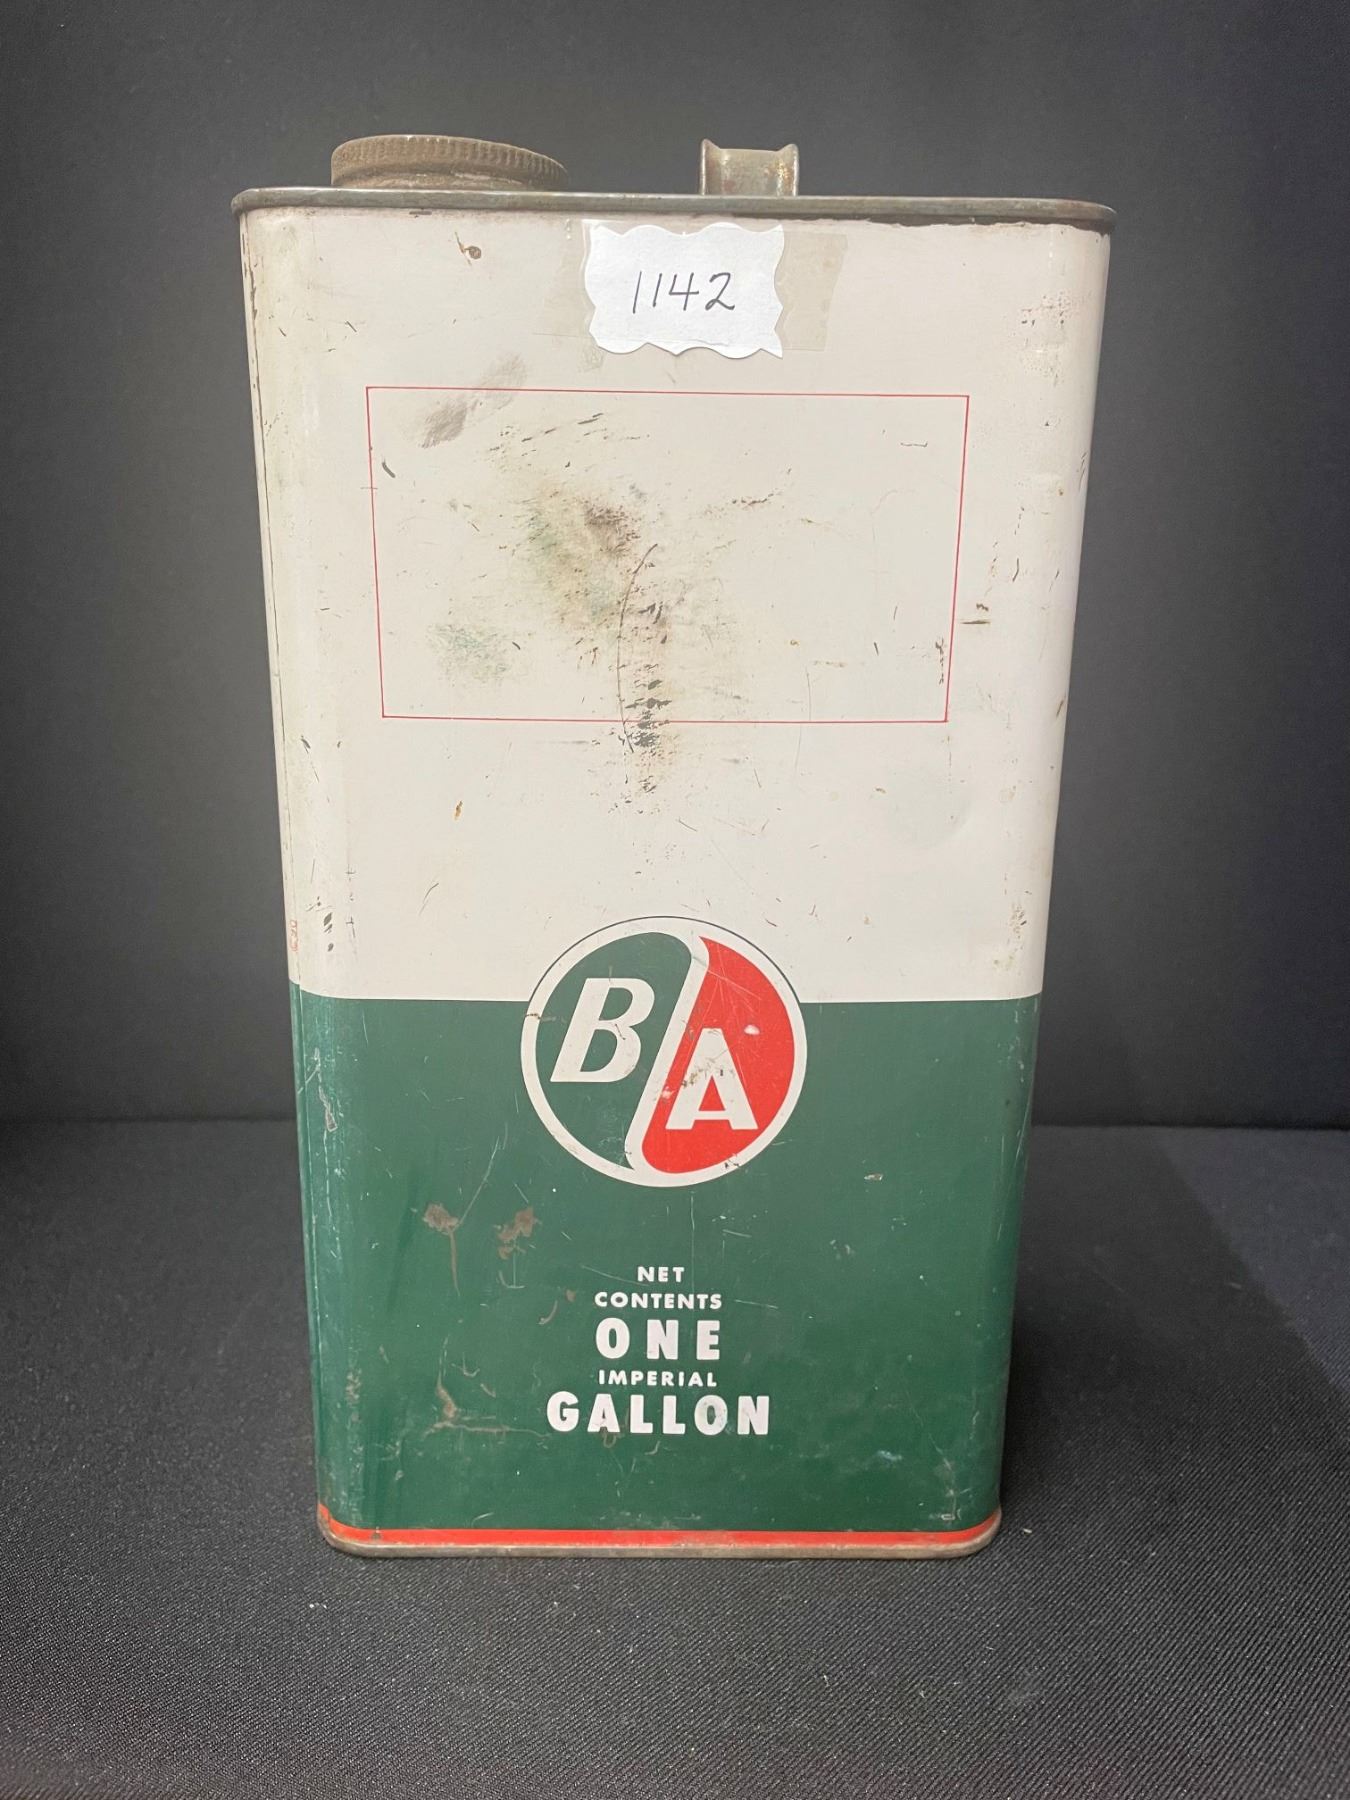 1142
B A
NET
CONTENTS
ONE
IMPERIAL
GALLON